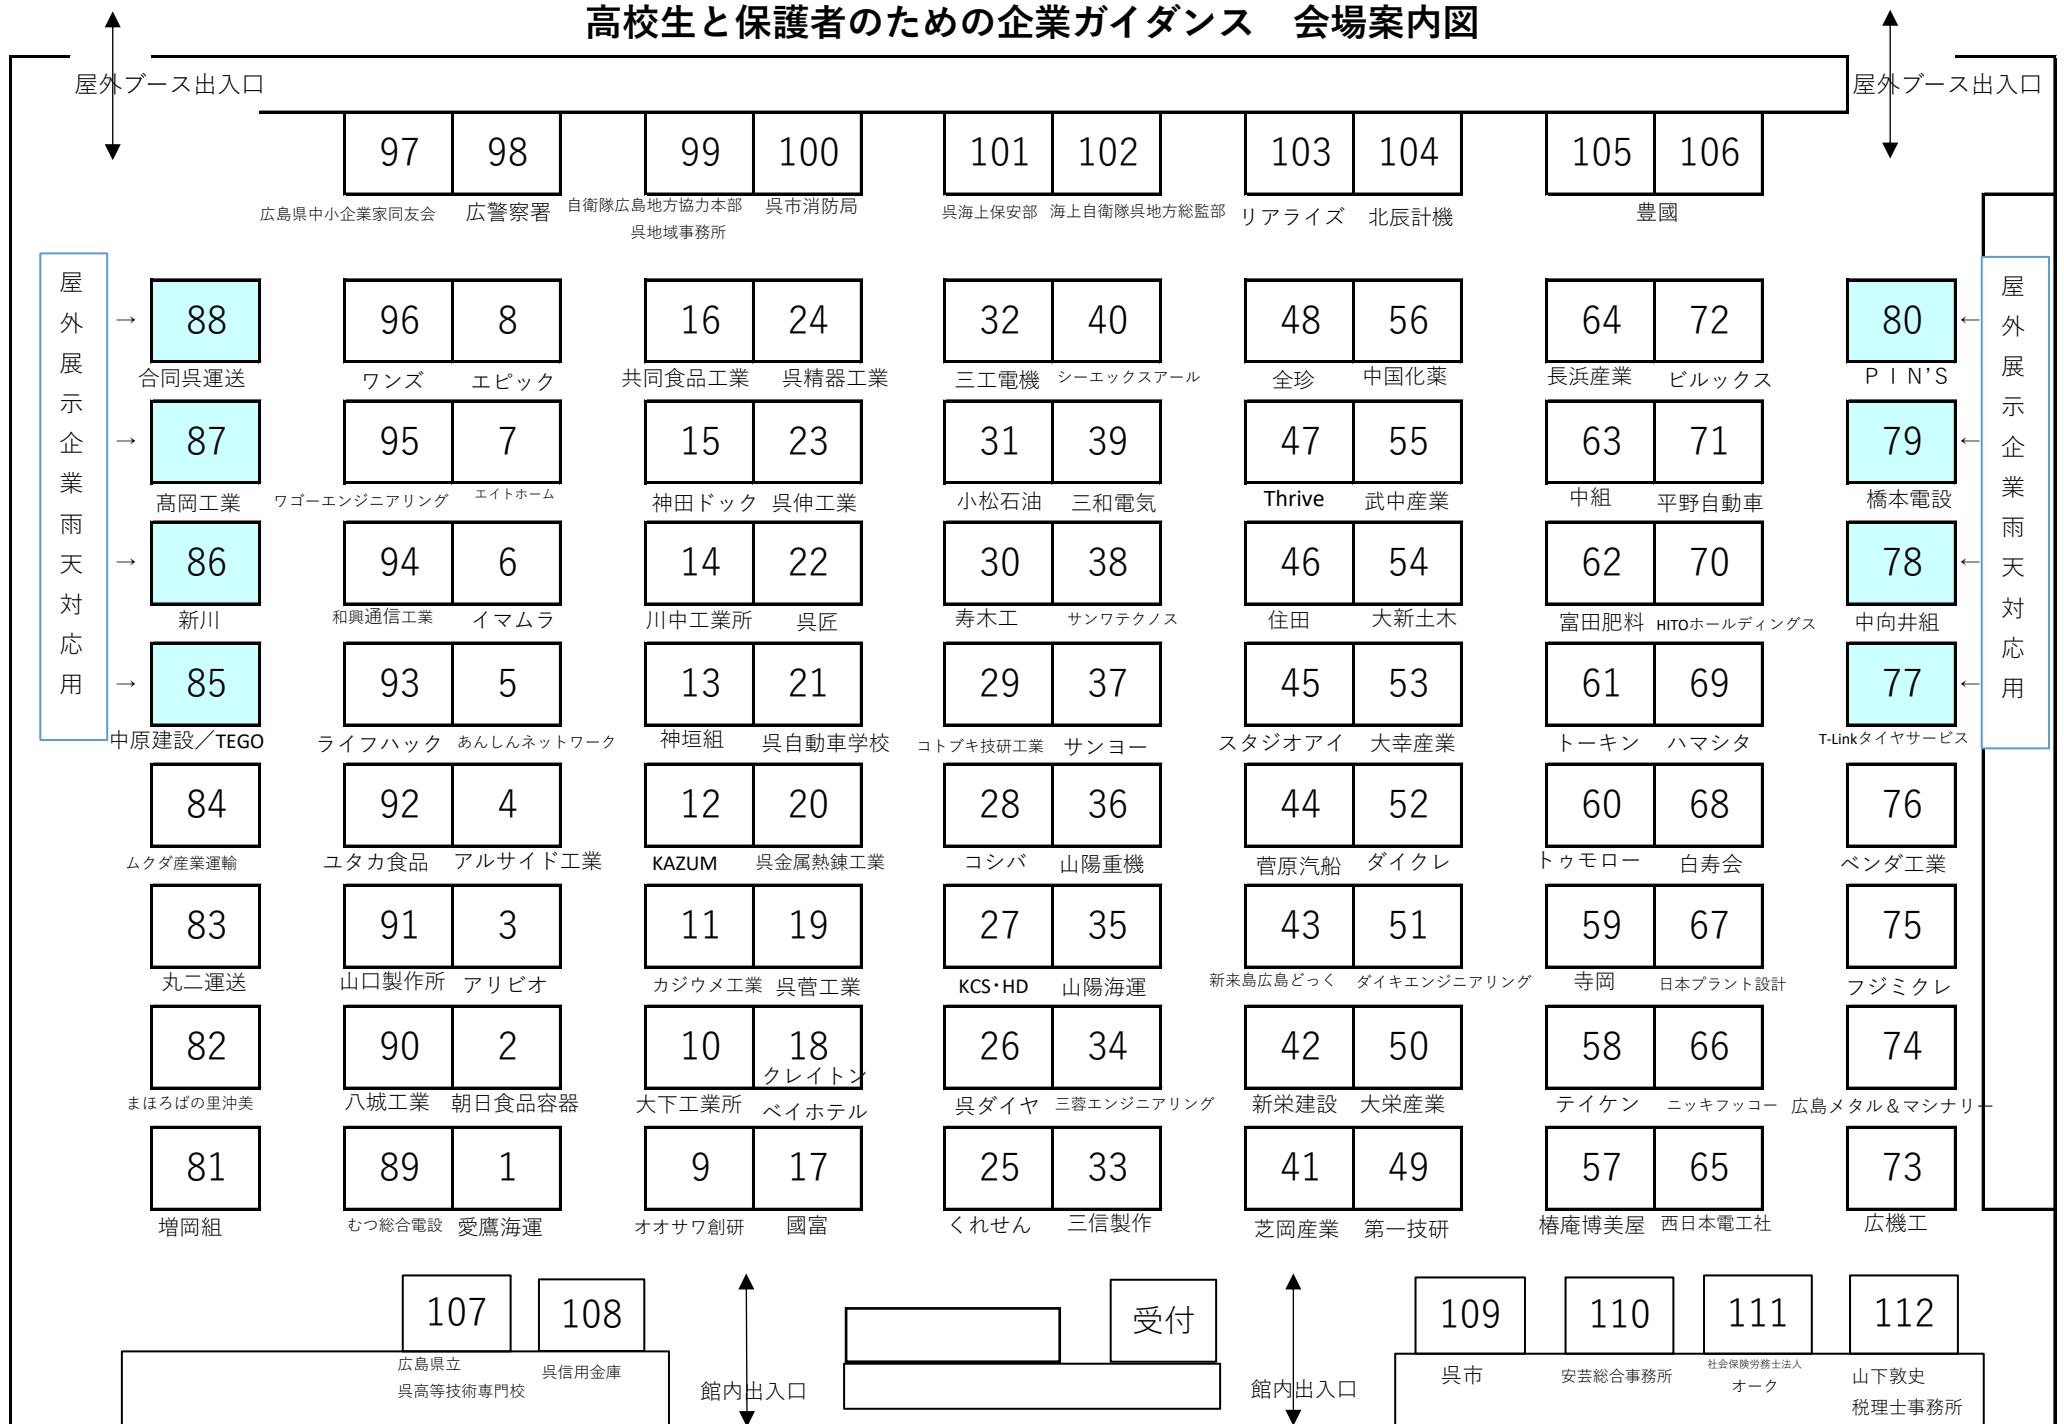 高校生と保護者のための企業ガイダンス　会場案内図
屋外ブース出入口
屋外ブース出入口
97 98 99 100 101 102 103 104 105 106
広島県中小企業家同友会 広警察署 自衛隊広島地方協力本部 呉市消防局 呉海上保安部 海上自衛隊呉地方総監部 リアライズ 北辰計機 豊國
呉地域事務所
屋外展示企業雨天対応用
屋外展示企業雨天対応用
→ 88 96 8 16 24 32 40 48 56 64 72 80 ←
合同呉運送 ワンズ エピック 共同食品工業 呉精器工業 三工電機 シーエックスアール 全珍 中国化薬 長浜産業 ビルックス ＰＩＮ'Ｓ
→ 87 95 7 15 23 31 39 47 55 63 71 79 ←
髙岡工業 ワゴーエンジニアリング エイトホーム 神田ドック 呉伸工業 小松石油 三和電気 Thrive 武中産業 中組 平野自動車 橋本電設
→ 86 94 6 14 22 30 38 46 54 62 70 78 ←
新川 和興通信工業 イマムラ 川中工業所 呉匠 寿木工 サンワテクノス 住田 大新土木 富田肥料 HITOホールディングス 中向井組
→ 85 93 5 13 21 29 37 45 53 61 69 77 ←
中原建設／TEGO ライフハック あんしんネットワーク 神垣組 呉自動車学校 コトブキ技研工業 サンヨー スタジオアイ 大幸産業 トーキン ハマシタ T-Linkタイヤサービス
84 92 4 12 20 28 36 44 52 60 68 76
ムクダ産業運輸 ユタカ食品 アルサイド工業 KAZUM 呉金属熱錬工業 コシバ 山陽重機 菅原汽船 ダイクレ トゥモロー 白寿会 ベンダ工業
83 91 3 11 19 27 35 43 51 59 67 75
丸二運送 山口製作所 アリビオ カジウメ工業 呉菅工業 KCS・HD 山陽海運 新来島広島どっく ダイキエンジニアリング 寺岡 日本プラント設計 フジミクレ
82 90 2 10 18 26 34 42 50 58 66 74
クレイトン
まほろばの里沖美 八城工業 朝日食品容器 大下工業所 ベイホテル 呉ダイヤ 三蓉エンジニアリング 新栄建設 大栄産業 テイケン ニッキフッコー 広島メタル＆マシナリー
81 89 1 9 17 25 33 41 49 57 65 73
増岡組 むつ総合電設 愛鷹海運 オオサワ創研 國富 くれせん 三信製作 芝岡産業 第一技研 椿庵博美屋 西日本電工社 広機工
107 108 受付 109 110 111 112
広島県立 呉信用金庫 呉市 安芸総合事務所 社会保険労務士法人 山下敦史
呉高等技術専門校 館内出入口 館内出入口 オーク 税理士事務所